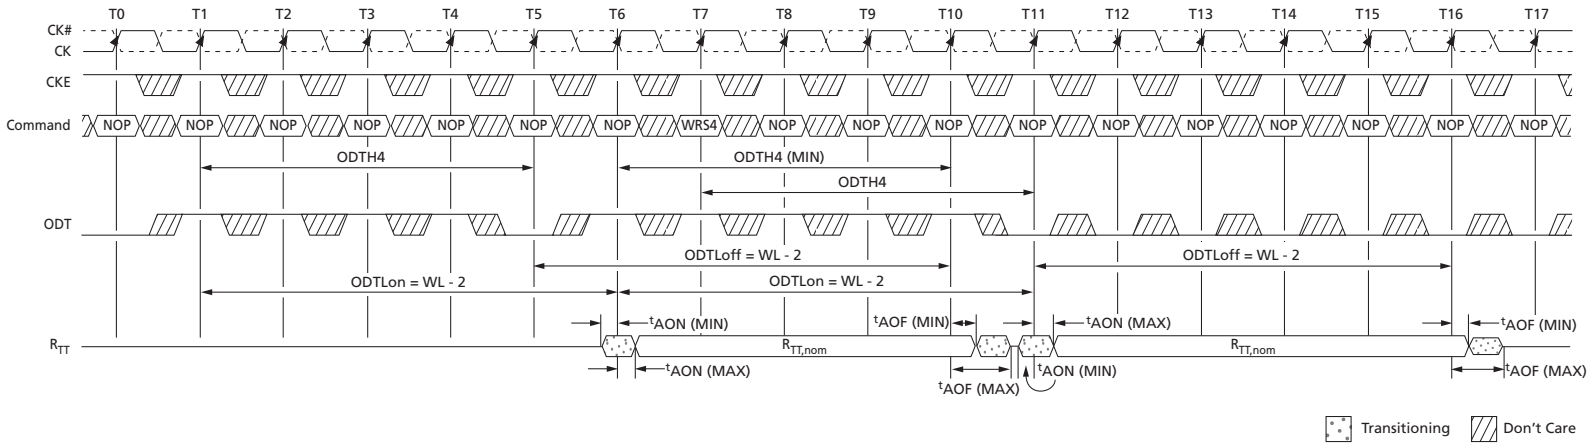 T0 T1 T2 T3 T4 T5 T6 T7 T8 T9 T10 T11 T12 T13 T14 T15 T16 T17
CK#
CK
CKE
Command NOP NOP NOP NOP NOP NOP NOP WRS4 NOP NOP NOP NOP NOP NOP NOP NOP NOP NOP
ODTH4 ODTH4 (MIN)
ODTH4
ODT
ODTLoff = WL - 2 ODTLoff = WL - 2
ODTLon = WL - 2 ODTLon = WL - 2
tAON (MIN) tAOF (MIN) tAON (MAX) tAOF (MIN)
RTT RTT,nom RTT,nom
tAON (MAX) tAOF (MAX) tAON (MIN) tAOF (MAX)
Transitioning Don't Care